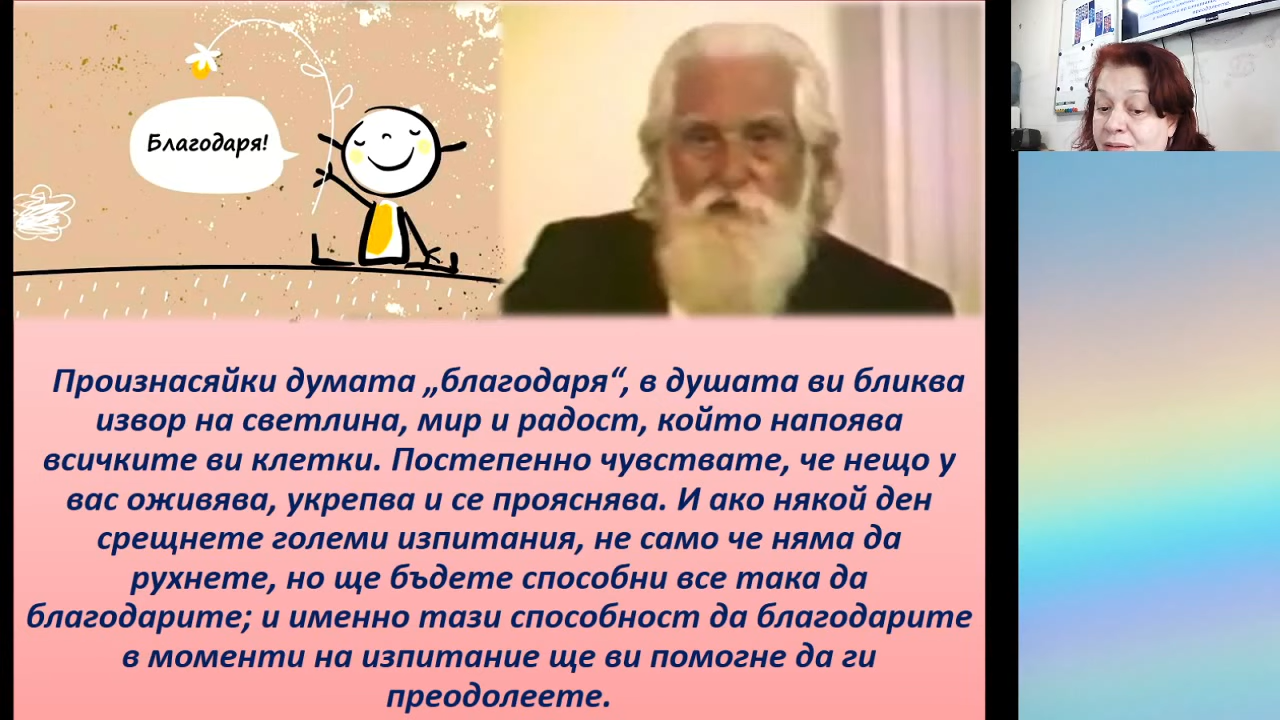 Благодаря!
Произнасяйки думата „благодаря“, в душата ви бликва
извор на светлина, мир и радост, който напоява
всичките ви клетки. Постепенно чувствате, че нещо у
вас оживява, укрепва и се прояснява. И ако някой ден
срещнете големи изпитания, не само че няма да
рухнете, но ще бъдете способни все така да
благодарите; и именно тази способност да благодарите
в моменти на изпитание ще ви помогне да ги
преодолеете.